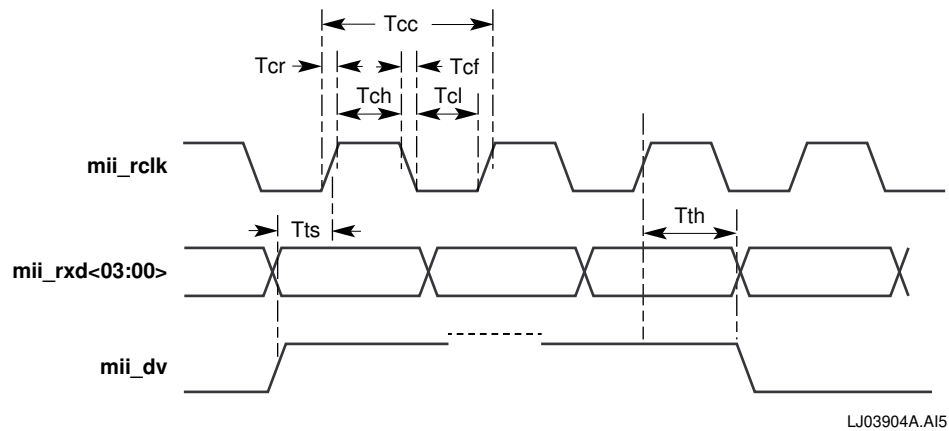 Tcc
Tcr Tcf
Tch Tcl
mii_rclk
Tts Tth
mii_rxd<03:00>
mii_dv
LJ03904A.AI5